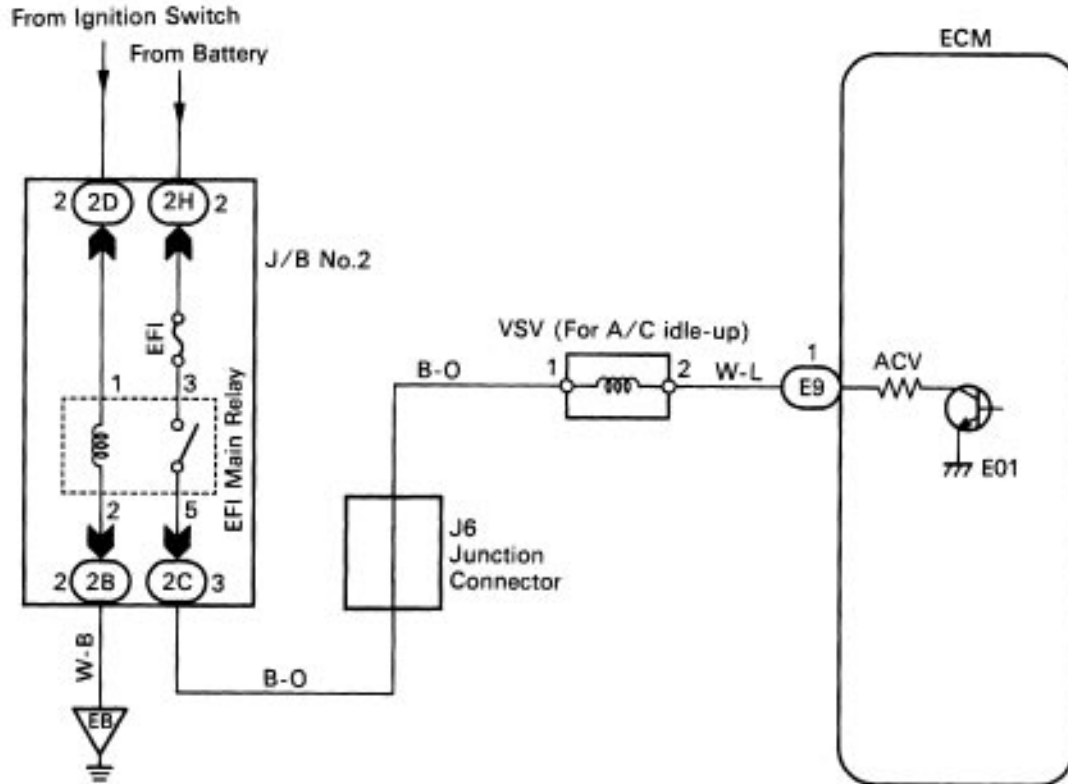 From Ignition Switch
From Battery
ECM
2 2D 2H 2
J/B No.2
EFI
VSV (For A/C idle-up)
1 3
B-O 1 2 W-L 1 E9 ACV
EFI Main Relay
E01
2 5
J6
Junction
Connector
2 2B 2C 3
W-B
B-O
EB